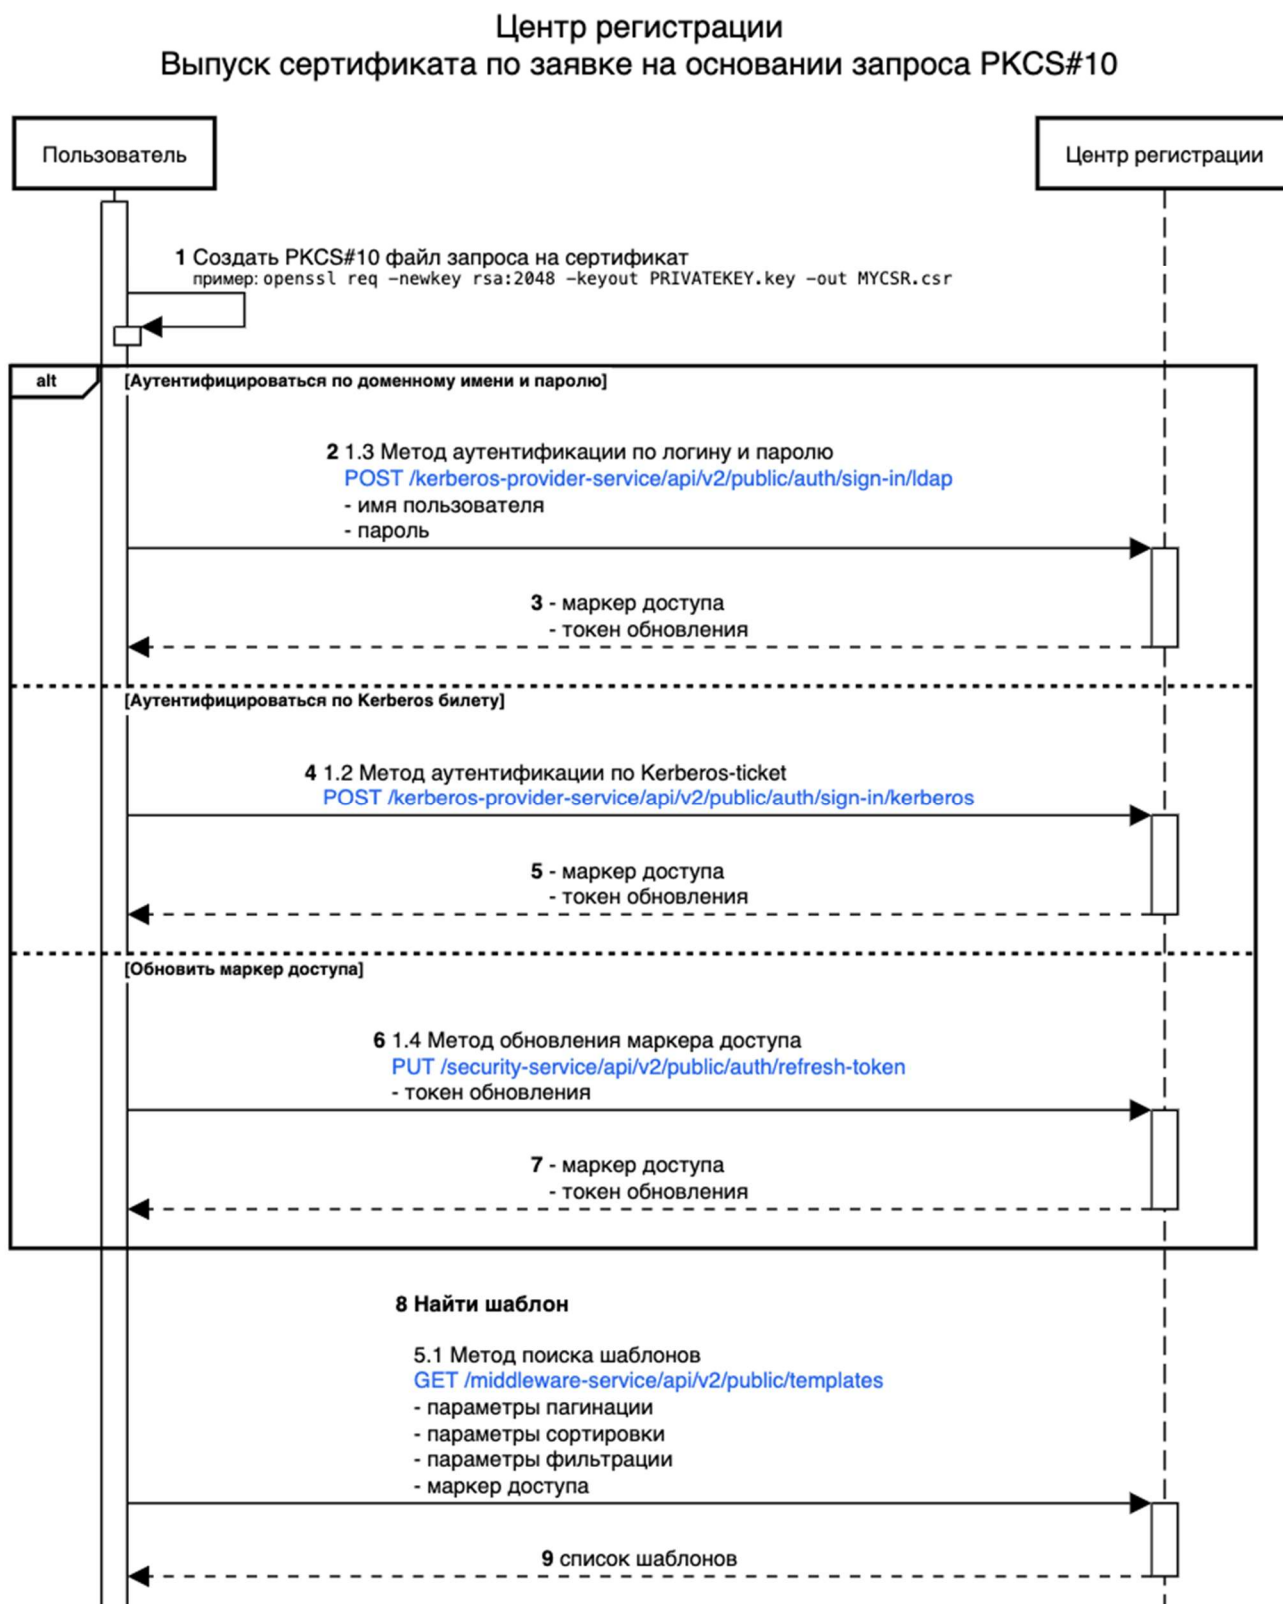 Центр регистрации
Выпуск сертификата по заявке на основании запроса PKCS#10
Пользователь
Центр регистрации
1 Создать PKCS#10 файл запроса на сертификат
пример: openssl req –newkey rsa:2048 –keyout PRIVATEKEY.key –out MYCSR.csr
alt
[Аутентифицироваться по доменному имени и паролю]
2 1.3 Метод аутентификации по логину и паролю
POST /kerberos-provider-service/api/v2/public/auth/sign-in/ldap
- имя пользователя
- пароль
3 - маркер доступа
- токен обновления
[Аутентифицироваться по Kerberos билету]
4 1.2 Метод аутентификации по Kerberos-ticket
POST /kerberos-provider-service/api/v2/public/auth/sign-in/kerberos
5 - маркер доступа
- токен обновления
[Обновить маркер доступа]
6 1.4 Метод обновления маркера доступа
PUT /security-service/api/v2/public/auth/refresh-token
- токен обновления
7 - маркер доступа
- токен обновления
8 Найти шаблон
5.1 Метод поиска шаблонов
GET /middleware-service/api/v2/public/templates
- параметры пагинации
- параметры сортировки
- параметры фильтрации
- маркер доступа
9 список шаблонов